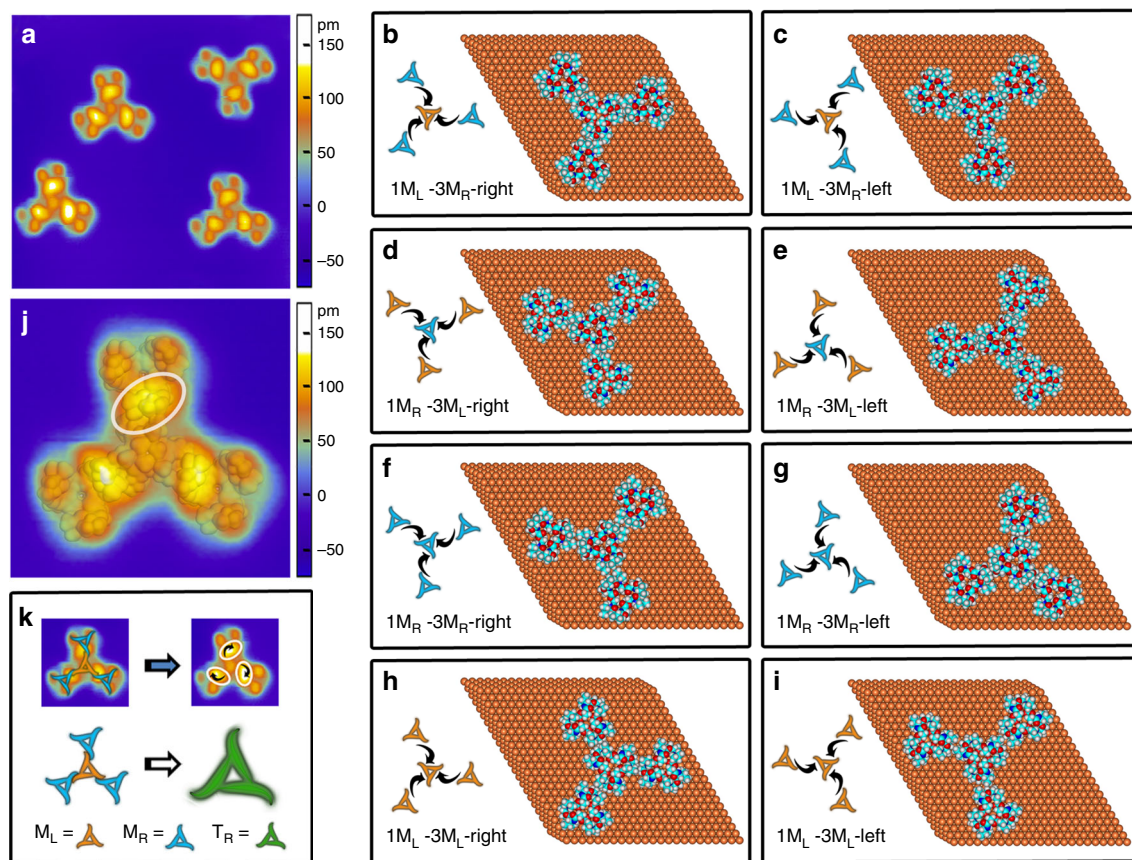 a
pm
150
100
50
0
−50
b
1M_L -3M_R-right
c
1M_L -3M_R-left
d
1M_R -3M_L-right
e
1M_R -3M_L-left
j
pm
150
100
50
0
−50
f
1M_R -3M_R-right
g
1M_R -3M_R-left
k
M_L = M_R = T_R =
h
1M_L -3M_L-right
i
1M_L -3M_L-left